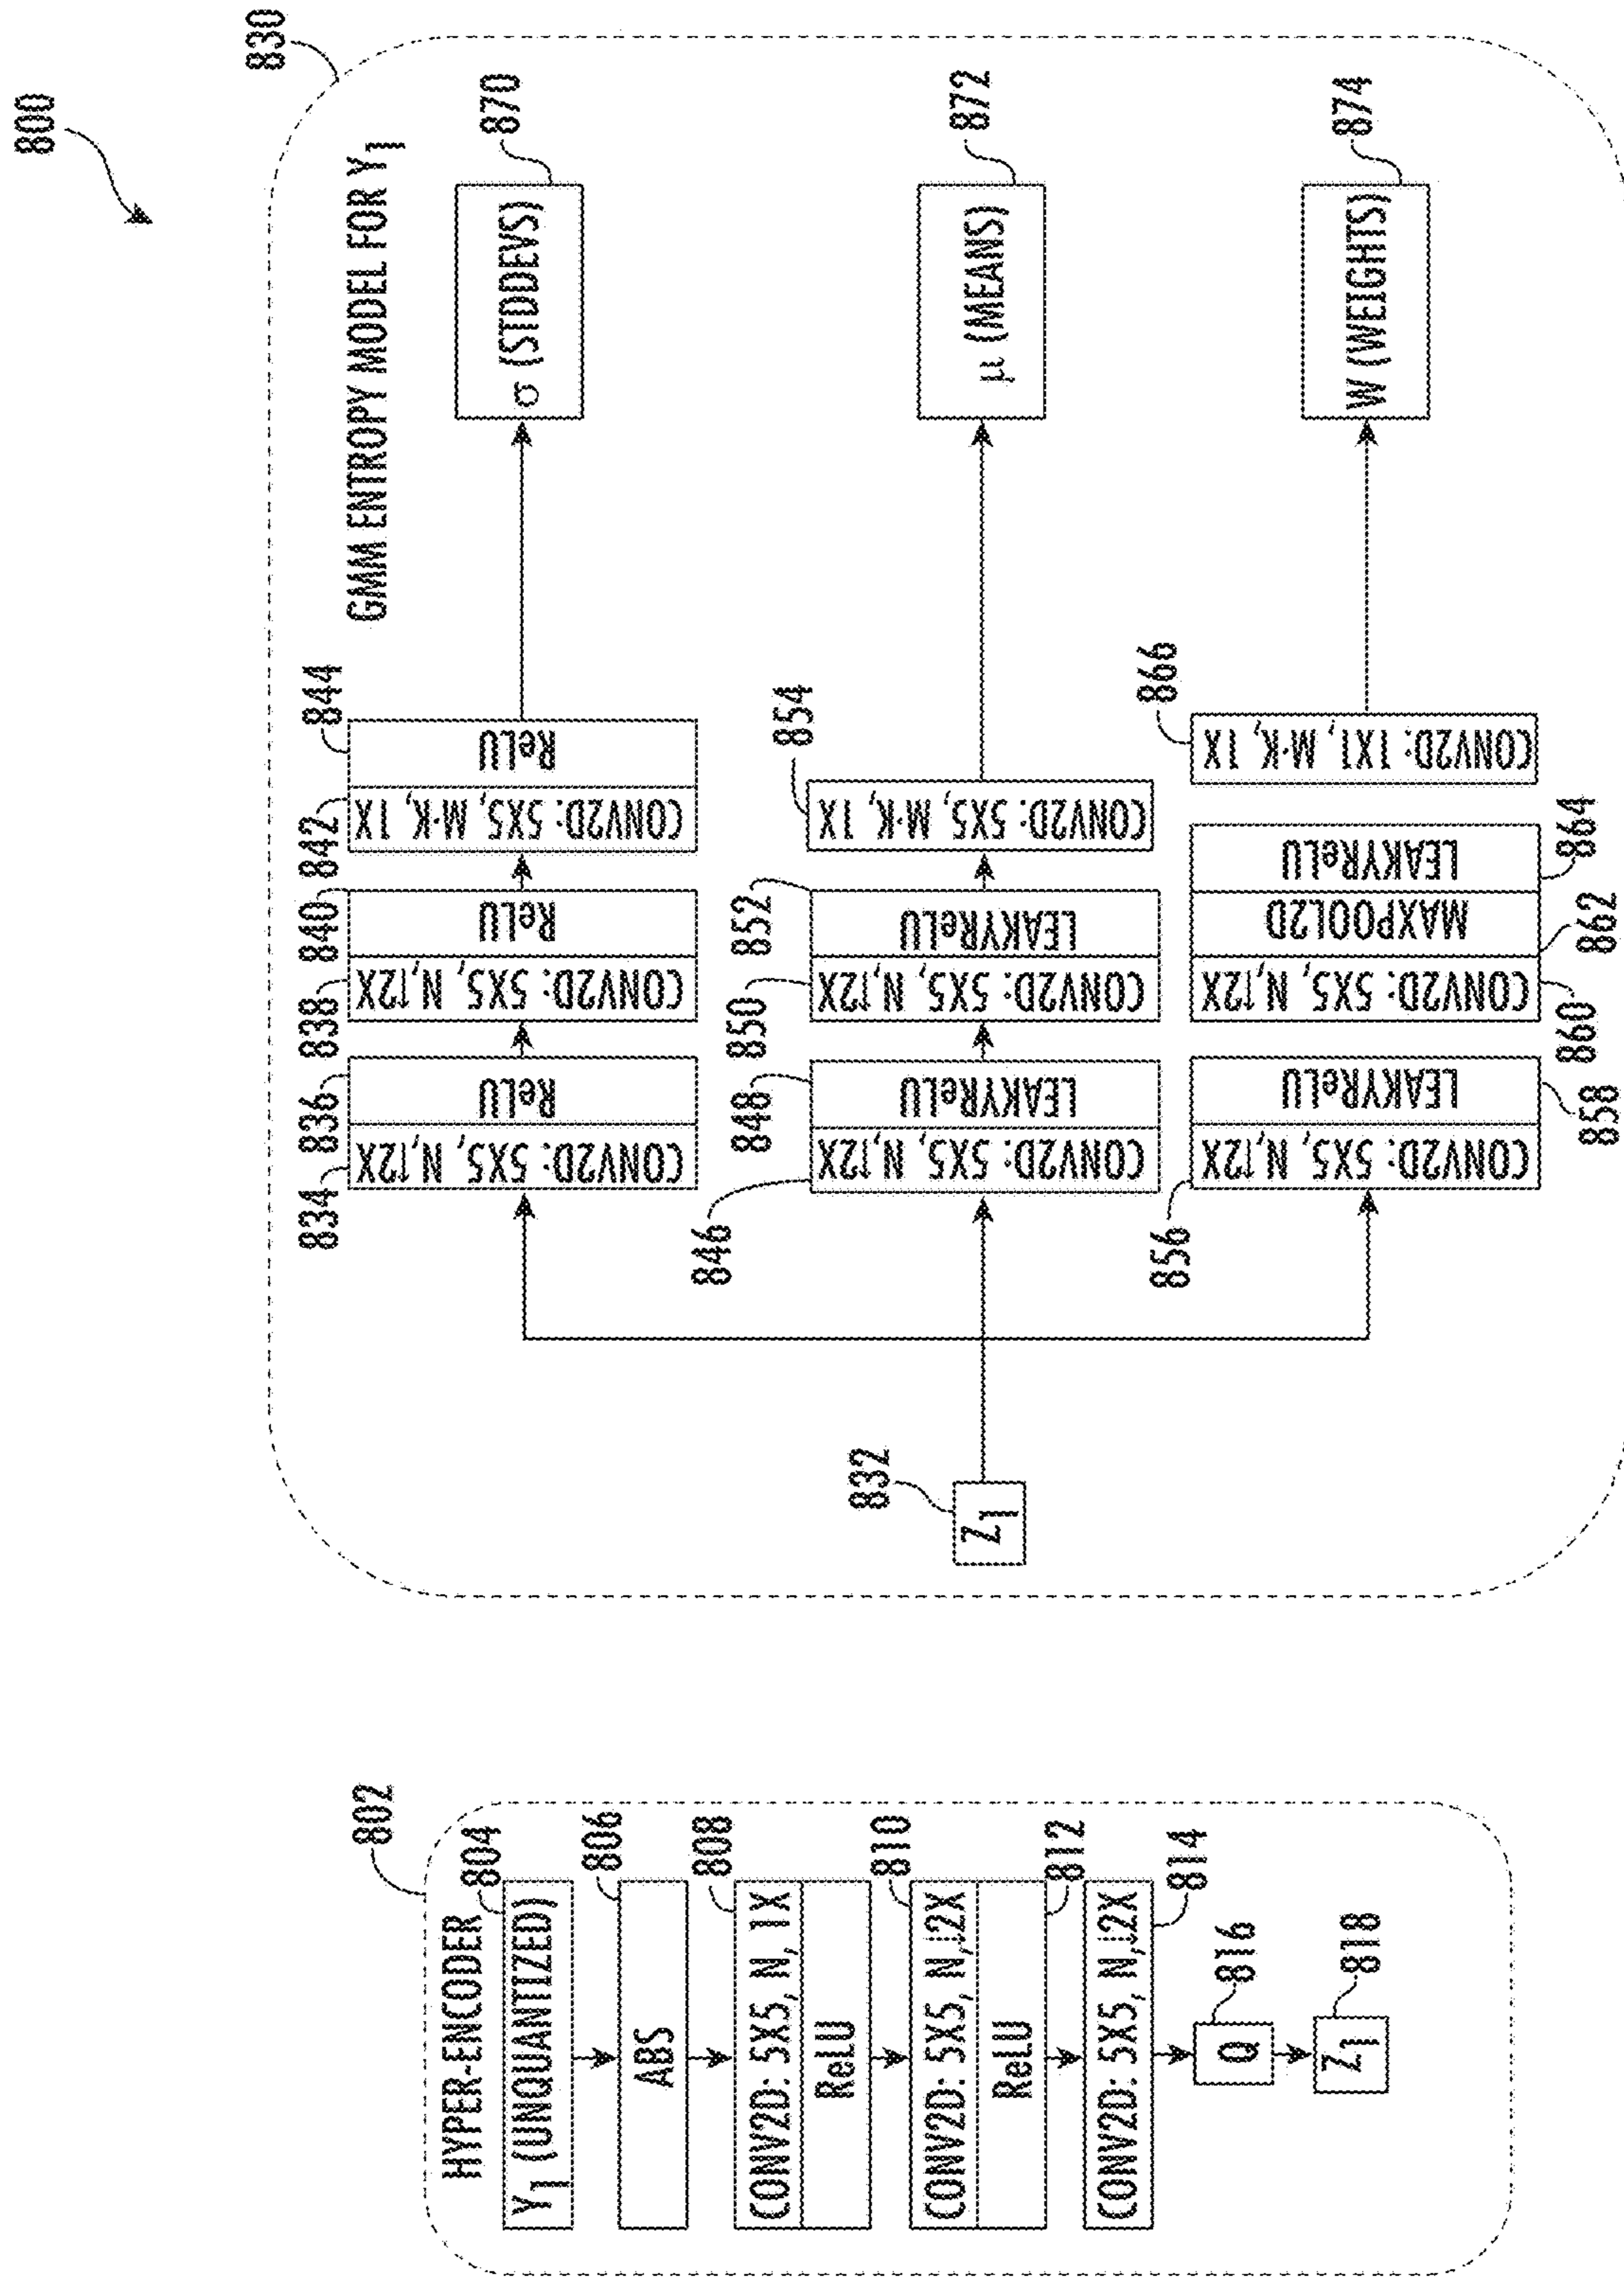 800
802
HYPER-ENCODER
804
Y1 (UNQUANTIZED)
806
ABS
808
CONV2D: 5X5, N, 1X
ReLU
810
CONV2D: 5X5, N,↓2X
812
ReLU
CONV2D: 5X5, N,↓2X
814
816
Q
818
Z1
830
GMM ENTROPY MODEL FOR Y1
832
Z1
834
CONV2D: 5X5, N,↑2X
836
ReLU
838
CONV2D: 5X5, N,↑2X
840
ReLU
842
CONV2D: 5X5, M·K, 1X
844
ReLU
σ (STDDEVS)
870
846
CONV2D: 5X5, N,↑2X
848
LEAKYReLU
850
CONV2D: 5X5, N,↑2X
852
LEAKYReLU
854
CONV2D: 5X5, M·K, 1X
μ (MEANS)
872
856
CONV2D: 5X5, N,↑2X
LEAKYReLU
858
CONV2D: 5X5, N,↑2X
860
MAXPOOL2D
862
LEAKYReLU
864
866
CONV2D: 1X1, M·K, 1X
W (WEIGHTS)
874